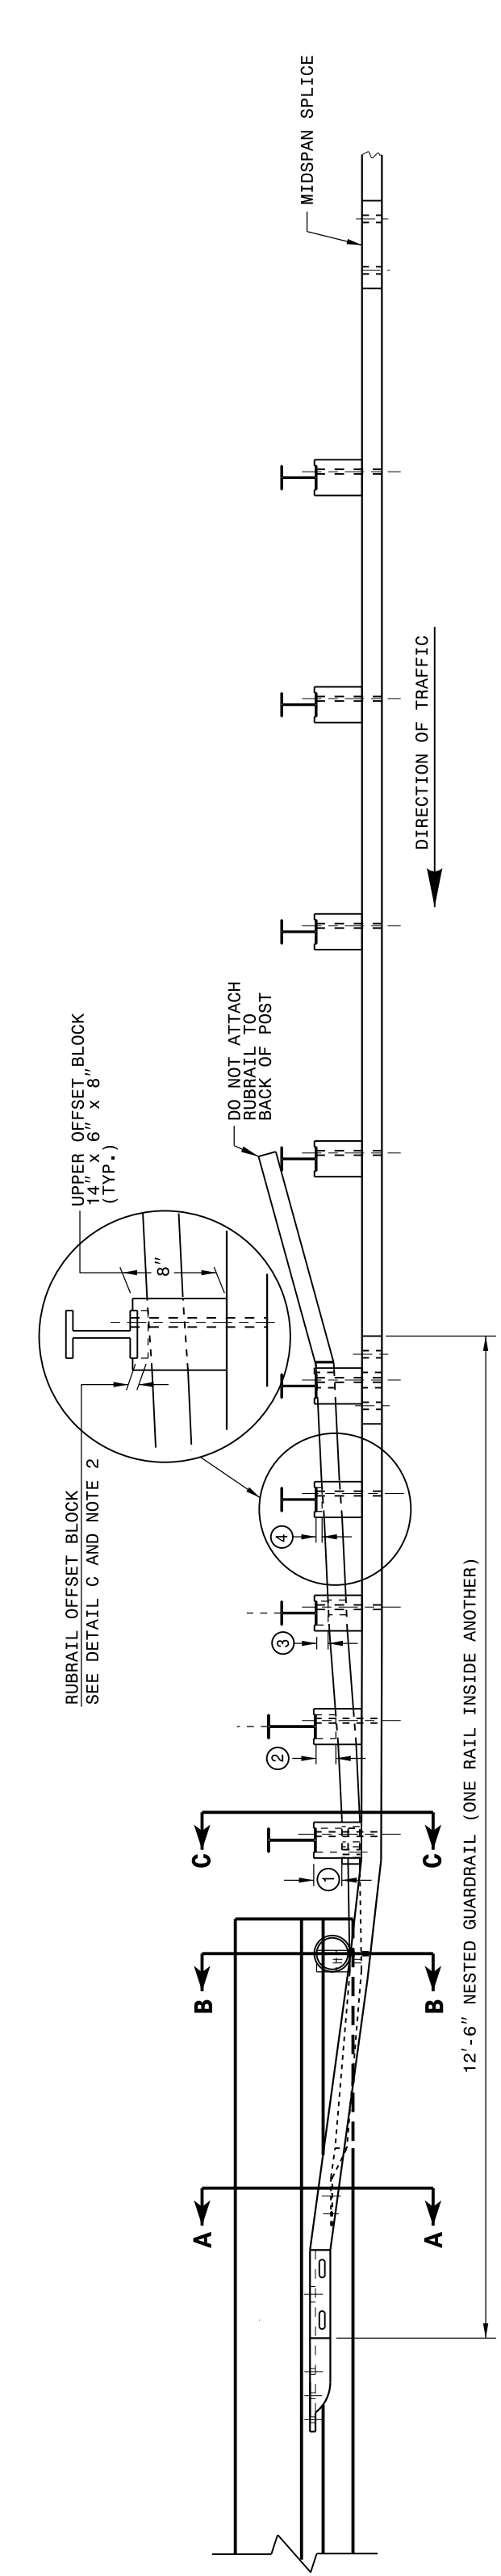 MIDSPAN SPLICE
DIRECTION OF TRAFFIC
UPPER OFFSET BLOCK
14" x 6" x 8"
(TYP.)
DO NOT ATTACH
RUBRAIL TO
BACK OF POST
8"
RUBRAIL OFFSET BLOCK
SEE DETAIL C AND NOTE 2
4
3
2
1
12'-6" NESTED GUARDRAIL (ONE RAIL INSIDE ANOTHER)
C
C
B
B
A
A